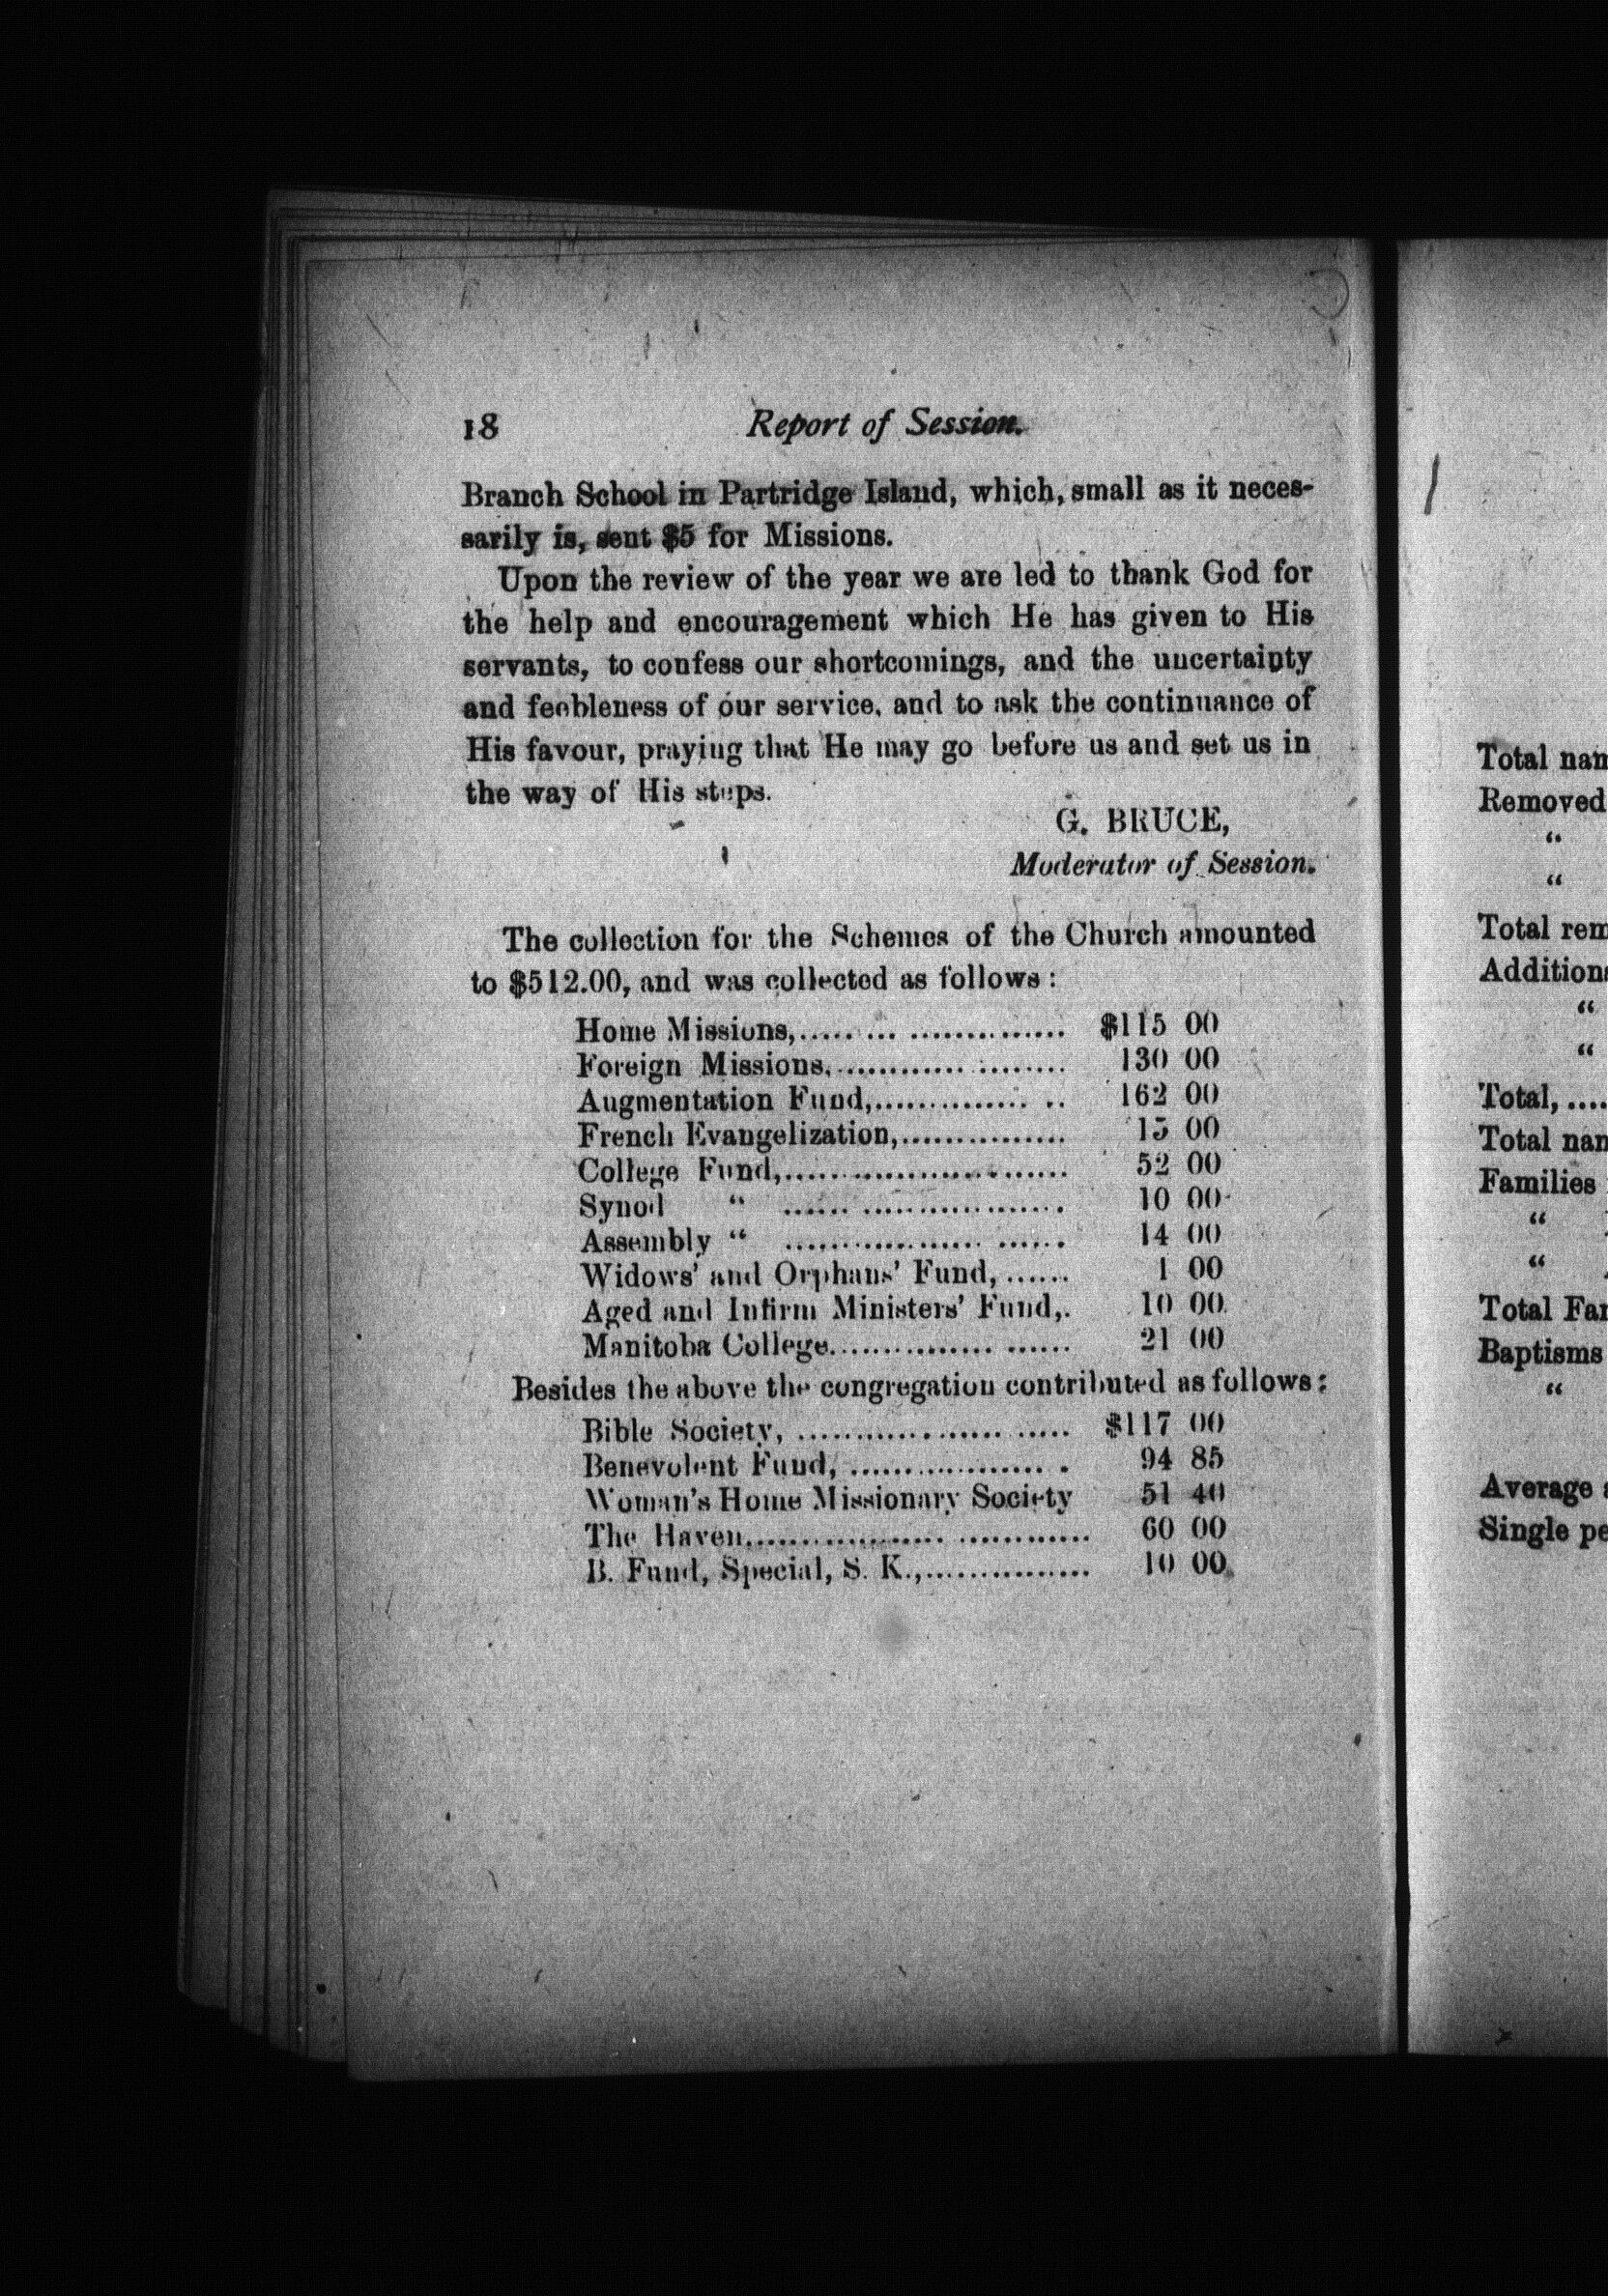 18 Report of Session.
Branch School in Partridge Island, which, small as it neces-
sarily is, sent $5 for Missions.
Upon the review of the year we are led to thank God for
the help and encouragement which He has given to His
servants, to confess our shortcomings, and the uncertainty
and feebleness of our service, and to ask the continuance of
His favour, praying that He may go before us and set us in
the way of His steps.
G. BRUCE,
Moderator of Session.
The collection for the Schemes of the Church amounted
to $512.00, and was collected as follows:
Home Missions,...... ... .............. $115 00
Foreign Missions,............. ........ 130 00
Augmentation Fund,.............. .. 162 00
French Evangelization,............... 00
College Fund,.......................... 52 00
Synod " ...... ................... 10 00
Assembly " .................. ...... 14 00
Widows' and Orphans' Fund,...... 1 00
Aged and Infirm Ministers' Fund,. 10 00
Manitoba College................ ...... 21 00
Besides the above the congregation contributed as follows:
Bible Society, ................... ..... $117 00
Benevolent Fund, .................. . 94 85
Woman's Home Missionary Society 51 40
The Haven................... ............ 60 00
B. Fund, Special, S. K.,............... 10 00
Total
Removed
"
"
Total
"
"
Total,....
Total
Families
"
"
Total
Baptisms
"
Average
Single